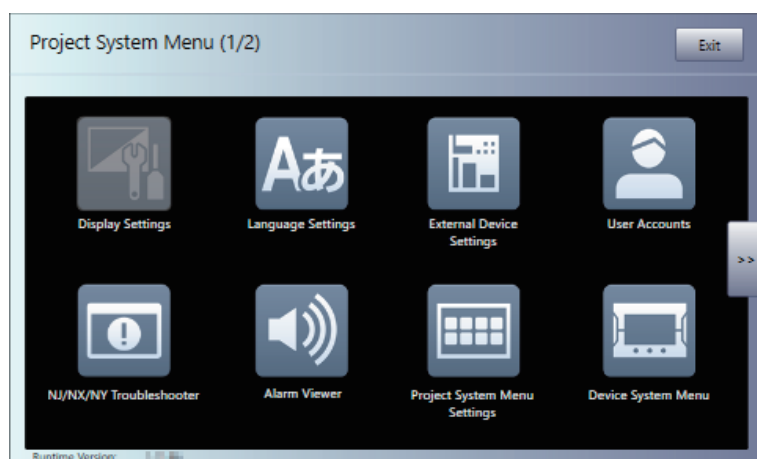 Project System Menu (1/2)
Exit
Aあ
Display Settings
Language Settings
External Device
Settings
User Accounts
>>
NJ/NX/NY Troubleshooter
Alarm Viewer
Project System Menu
Settings
Device System Menu
Runtime Version: